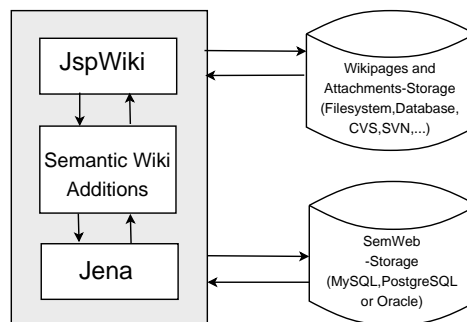 JspWiki
Semantic Wiki
Additions
Jena
Wikipages and
Attachments-Storage
(Filesystem,Database,
CVS,SVN,...)
SemWeb
-Storage
(MySQL,PostgreSQL
or Oracle)